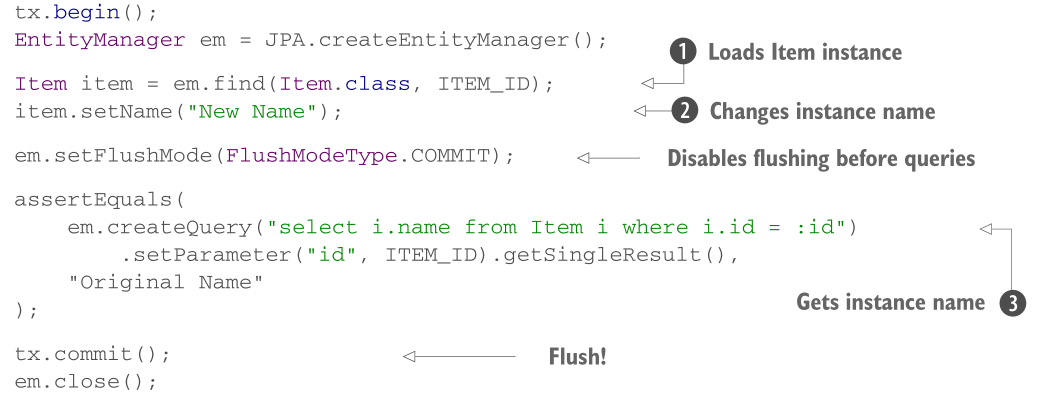 tx.begin();
EntityManager em = JPA.createEntityManager();
1 Loads Item instance
Item item = em.find(Item.class, ITEM_ID);
item.setName("New Name");
2 Changes instance name
em.setFlushMode(FlushModeType.COMMIT);
Disables flushing before queries
assertEquals(
em.createQuery("select i.name from Item i where i.id = :id")
.setParameter("id", ITEM_ID).getSingleResult(),
"Original Name"
Gets instance name 3
);
tx.commit();
Flush!
em.close();